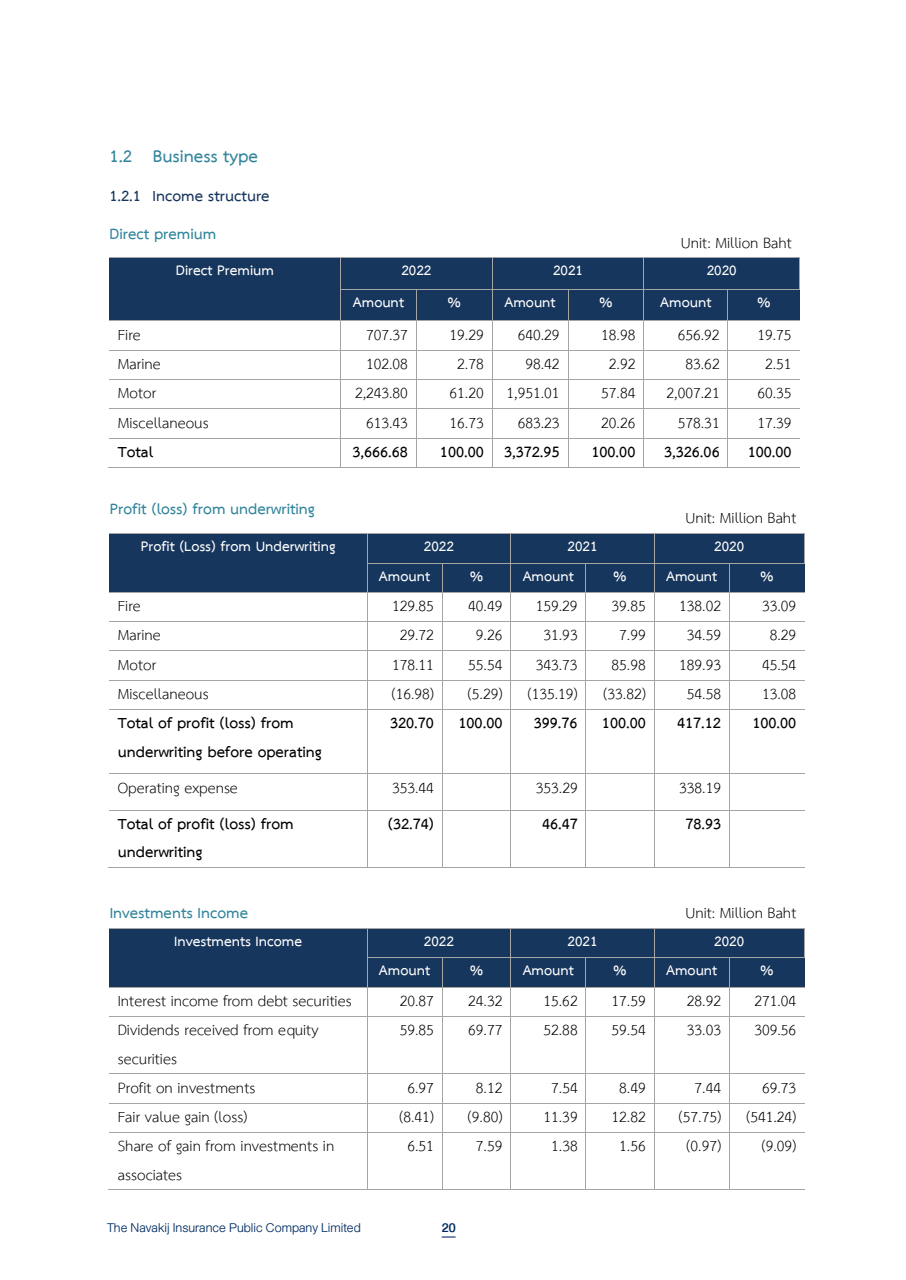 1.2 Business type
1.2.1 Income structure
Direct premium
Unit: Million Baht
Direct Premium 2022 2021 2020
Amount % Amount % Amount %
Fire 707.37 19.29 640.29 18.98 656.92 19.75
Marine 102.08 2.78 98.42 2.92 83.62 2.51
Motor 2,243.80 61.20 1,951.01 57.84 2,007.21 60.35
Miscellaneous 613.43 16.73 683.23 20.26 578.31 17.39
Total 3,666.68 100.00 3,372.95 100.00 3,326.06 100.00
Profit (loss) from underwriting
Unit: Million Baht
Profit (Loss) from Underwriting 2022 2021 2020
Amount % Amount % Amount %
Fire 129.85 40.49 159.29 39.85 138.02 33.09
Marine 29.72 9.26 31.93 7.99 34.59 8.29
Motor 178.11 55.54 343.73 85.98 189.93 45.54
Miscellaneous (16.98) (5.29) (135.19) (33.82) 54.58 13.08
Total of profit (loss) from 320.70 100.00 399.76 100.00 417.12 100.00
underwriting before operating
Operating expense 353.44 353.29 338.19
Total of profit (loss) from (32.74) 46.47 78.93
underwriting
Investments Income Unit: Million Baht
Investments Income 2022 2021 2020
Amount % Amount % Amount %
Interest income from debt securities 20.87 24.32 15.62 17.59 28.92 271.04
Dividends received from equity 59.85 69.77 52.88 59.54 33.03 309.56
securities
Profit on investments 6.97 8.12 7.54 8.49 7.44 69.73
Fair value gain (loss) (8.41) (9.80) 11.39 12.82 (57.75) (541.24)
Share of gain from investments in 6.51 7.59 1.38 1.56 (0.97) (9.09)
associates
The Navakij Insurance Public Company Limited 20